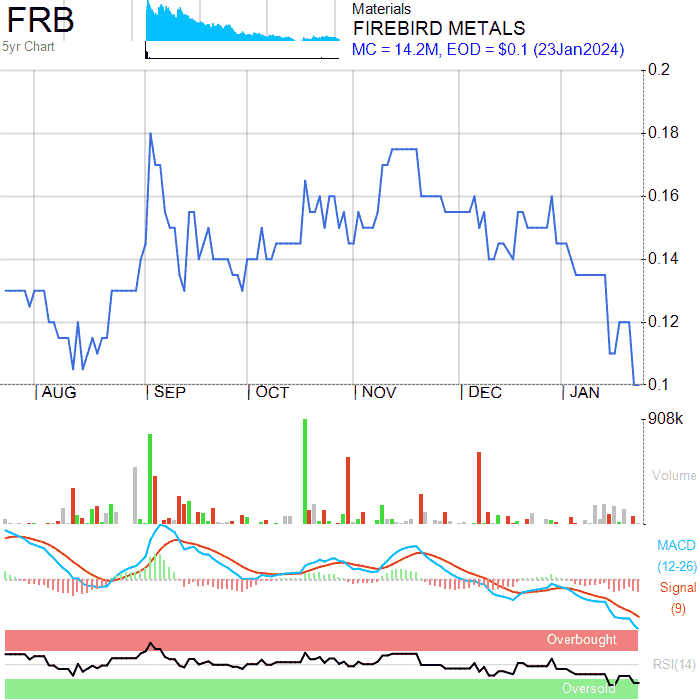 FRB
5yr Chart
Materials
FIREBIRD METALS
MC = 14.2M, EOD = $0.1 (23Jan2024)
0.2
0.18
0.16
0.14
0.12
0.1
AUG SEP OCT NOV DEC JAN
908k
Volume
MACD
(12-26)
Signal
(9)
Overbought
RSI(14)
Oversold